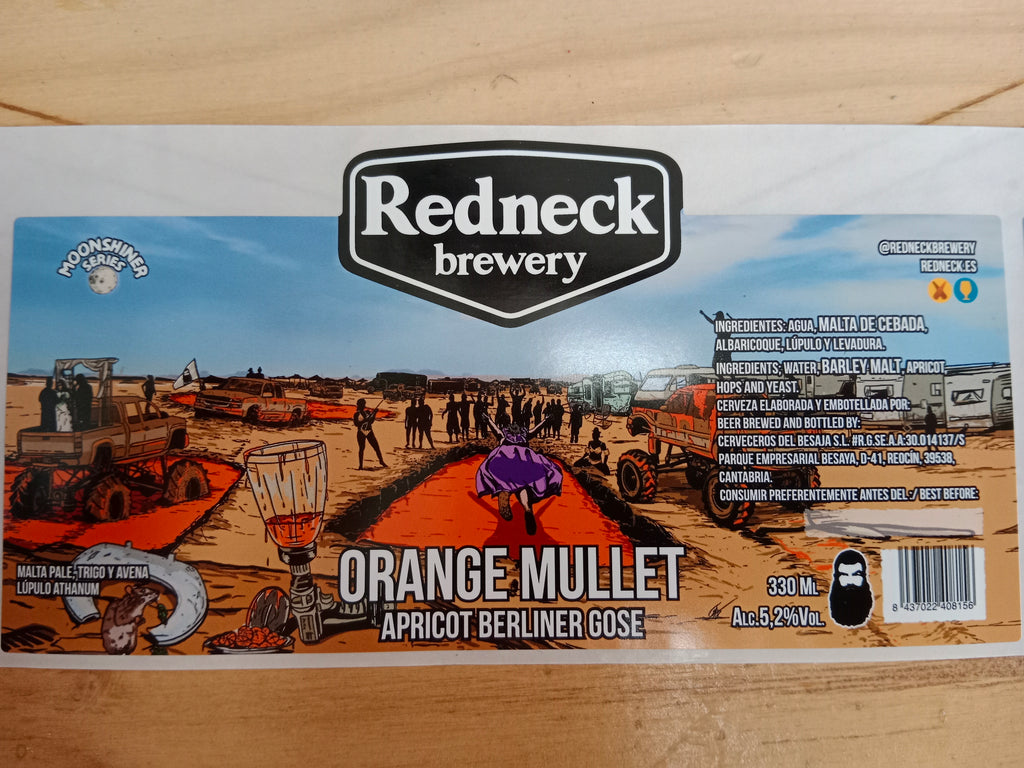 Redneck
brewery
MOONSHINER
SERIES
@REDNECKBREWERY
REDNECK.ES
INGREDIENTES: AGUA, MALTA DE CEBADA,
ALBARICOQUE, LÚPULO Y LEVADURA.
INGREDIENTS: WATER, BARLEY MALT, APRICOT,
HOPS AND YEAST.
CERVEZA ELABORADA Y EMBOTELLADA POR:
BEER BREWED AND BOTTLED BY:
CERVECEROS DEL BESAJA S.L. #R.G.SE.A.A:30.014137/S
PARQUE EMPRESARIAL BESAYA, D-41, REOCÍN, 39538,
CANTABRIA.
CONSUMIR PREFERENTEMENTE ANTES DEL:/ BEST BEFORE:
MALTA PALE, TRIGO Y AVENA
LÚPULO ATHANUM
ORANGE MULLET
APRICOT BERLINER GOSE
330 ML
ALC.5,2%VOL.
8 437022 408156